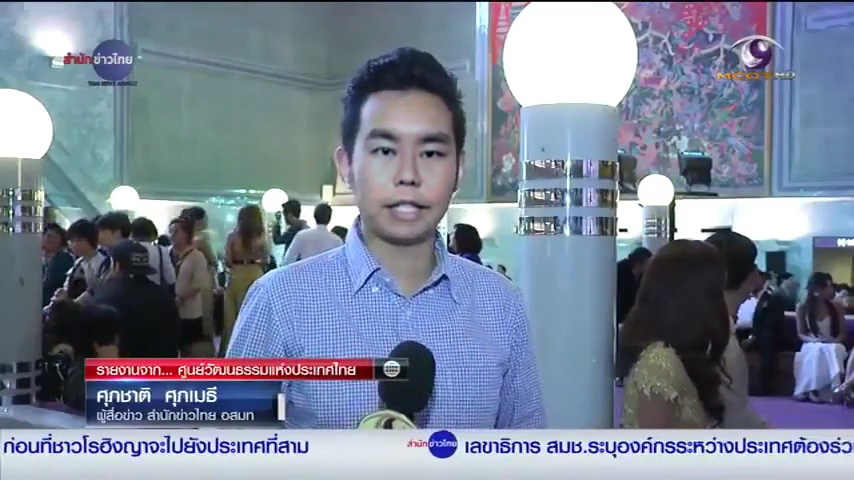 สำนักข่าวไทย
THAI NEWS AGENCY
9
MCOT HD
รายงานจาก... ศูนย์วัฒนธรรมแห่งประเทศไทย
ศุภชาติ ศุภเมธี
ผู้สื่อข่าว สำนักข่าวไทย อสมท
ก่อนที่ชาวโรฮิงญาจะไปยังประเทศที่สาม สำนักข่าวไทย เลขาธิการ สมช.ระบุองค์กรระหว่างประเทศต้องร่ว